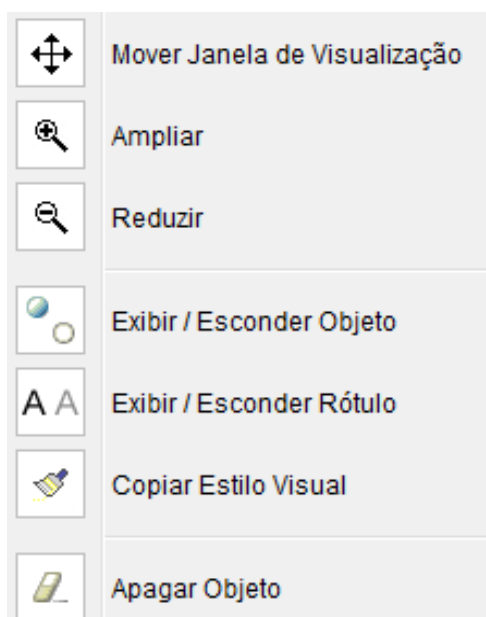 Mover Janela de Visualização
Ampliar
Reduzir
Exibir / Esconder Objeto
A A Exibir / Esconder Rótulo
Copiar Estilo Visual
Apagar Objeto